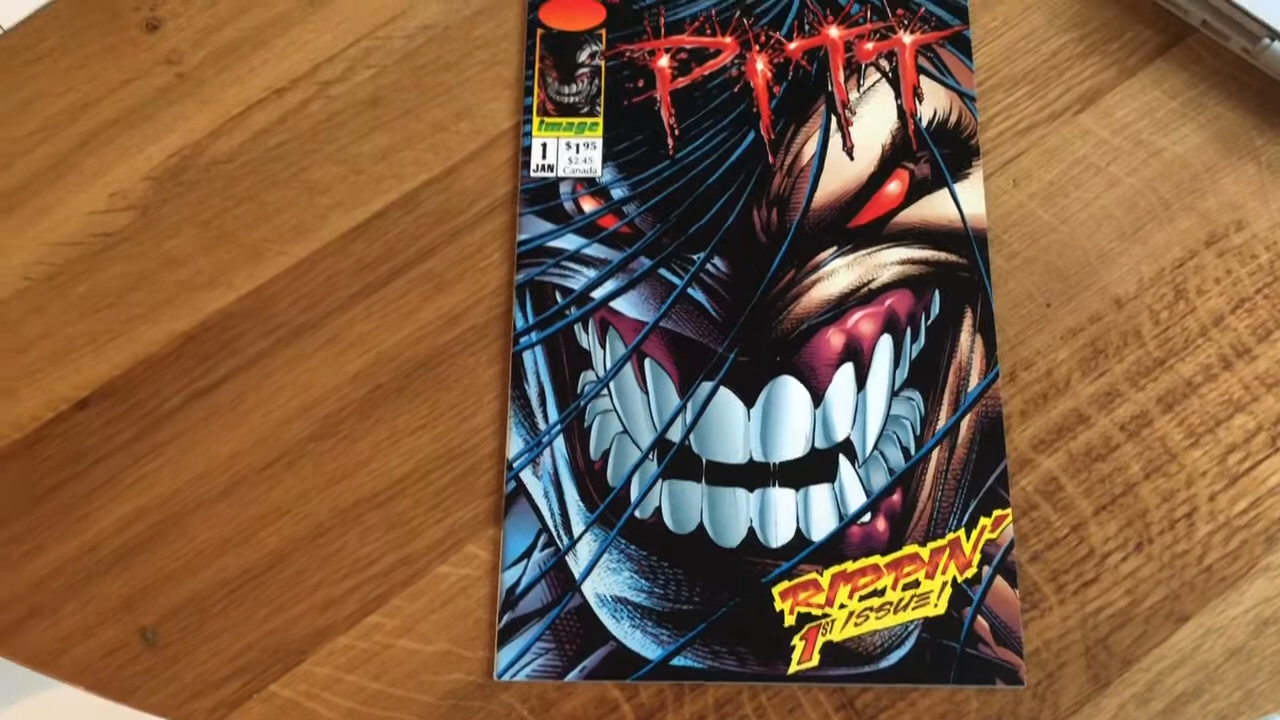 PITT
image
1
JAN
$1.95
$2.45
Canada
RIPPIN'
1ST ISSUE!